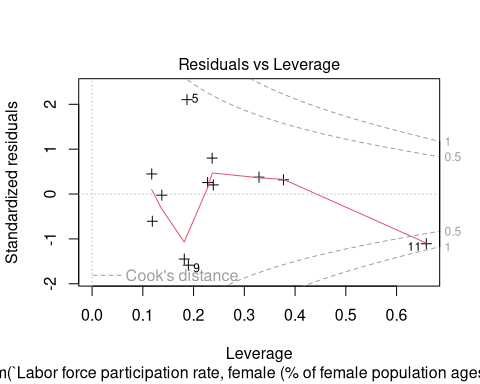 Residuals vs Leverage
Standardized residuals
2
1
0
-1
-2
5
1
0.5
0.5
1
11
9
Cook's distance
0.0 0.1 0.2 0.3 0.4 0.5 0.6
Leverage
m(`Labor force participation rate, female (% of female population ages